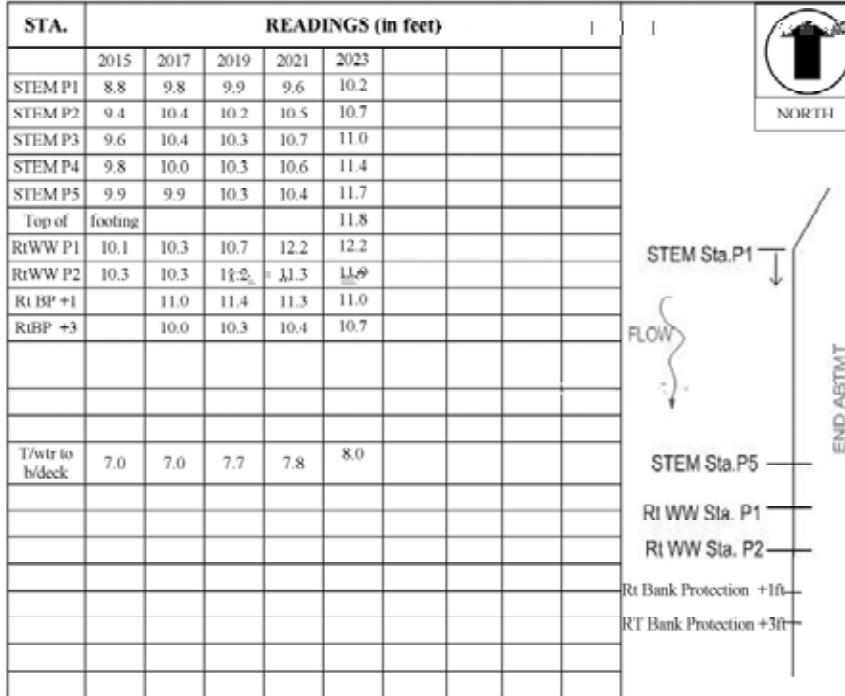 STA. READINGS (in feet)
2015 2017 2019 2021 2023
STEM P1 8.8 9.8 9.9 9.6 10.2
STEM P2 9.4 10.4 10.2 10.5 10.7
STEM P3 9.6 10.4 10.3 10.7 11.0
STEM P4 9.8 10.0 10.3 10.6 11.4
STEM P5 9.9 9.9 10.3 10.4 11.7
Top of footing 11.8
RtWW P1 10.1 10.3 10.7 12.2 12.2
RtWW P2 10.3 10.3 11.3
Rt BP +1 11.0 11.4 11.3 11.0
RtBP +3 10.0 10.3 10.4 10.7
T/wtr to
b/deck 7.0 7.0 7.7 7.8 8.0
NORTH
STEM Sta.P1
FLOW
END ABTMT
STEM Sta.P5
Rt WW Sta. P1
Rt WW Sta. P2
Rt Bank Protection +1ft
RT Bank Protection +3ft